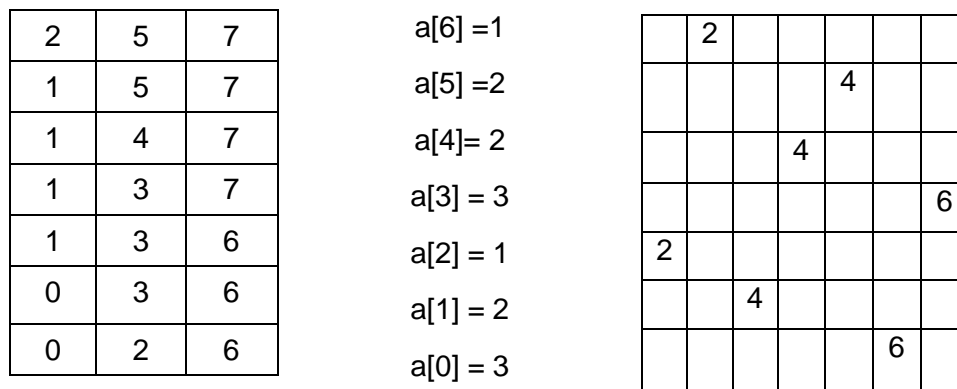 2 5 7
1 5 7
1 4 7
1 3 7
1 3 6
0 3 6
0 2 6
a[6] =1
a[5] =2
a[4]= 2
a[3] = 3
a[2] = 1
a[1] = 2
a[0] = 3
2
4
4
6
2
4
6